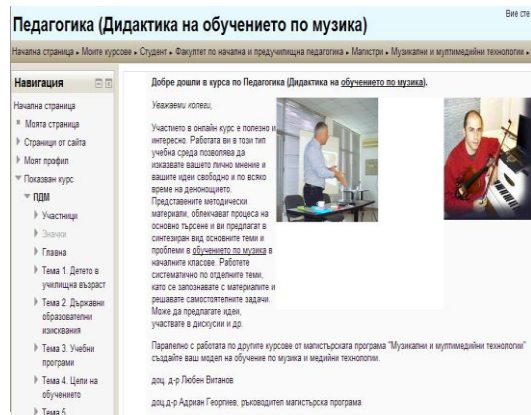 Педагогика (Дидактика на обучението по музика)
Вие сте
Начална страница ▸ Моите курсове ▸ Студент ▸ Факултет по начална и предучилищна педагогика ▸ Магистри ▸ Музикални и мултимедийни технологии ▸
Навигация
Начална страница
Моята страница
Страници от сайта
Моят профил
Показван курс
ПДМ
Участници
Значки
Главна
Тема 1. Детето в
училищна възраст
Тема 2. Държавни
образователни
изисквания
Тема 3. Учебни
програми
Тема 4. Цели на
обучението
Тема 5.
Добре дошли в курса по Педагогика (Дидактика на обучението по музика).
Уважаеми колеги,
Участието в онлайн курс е полезно и
интересно. Работата ви в този тип
учебна среда позволява да
изказвате вашето лично мнение и
вашите идеи свободно и по всяко
време на денонощието.
Представените методически
материали, облекчават процеса на
основно търсене и ви предлагат в
синтезиран вид основните теми и
проблеми в обучението по музика в
началните класове. Работете
систематично по отделните теми,
като се запознавате с материалите и
решавате самостоятелните задачи.
Може да предлагате идеи,
участвате в дискусии и др.
Паралелно с работата по другите курсове от магистърската програма "Музикални и мултимедийни технологии"
създайте ваш модел на обучение по музика и медийни технологии.
доц. д-р Любен Витанов
доц.д-р Адриан Георгиев, ръководител магистърска програма